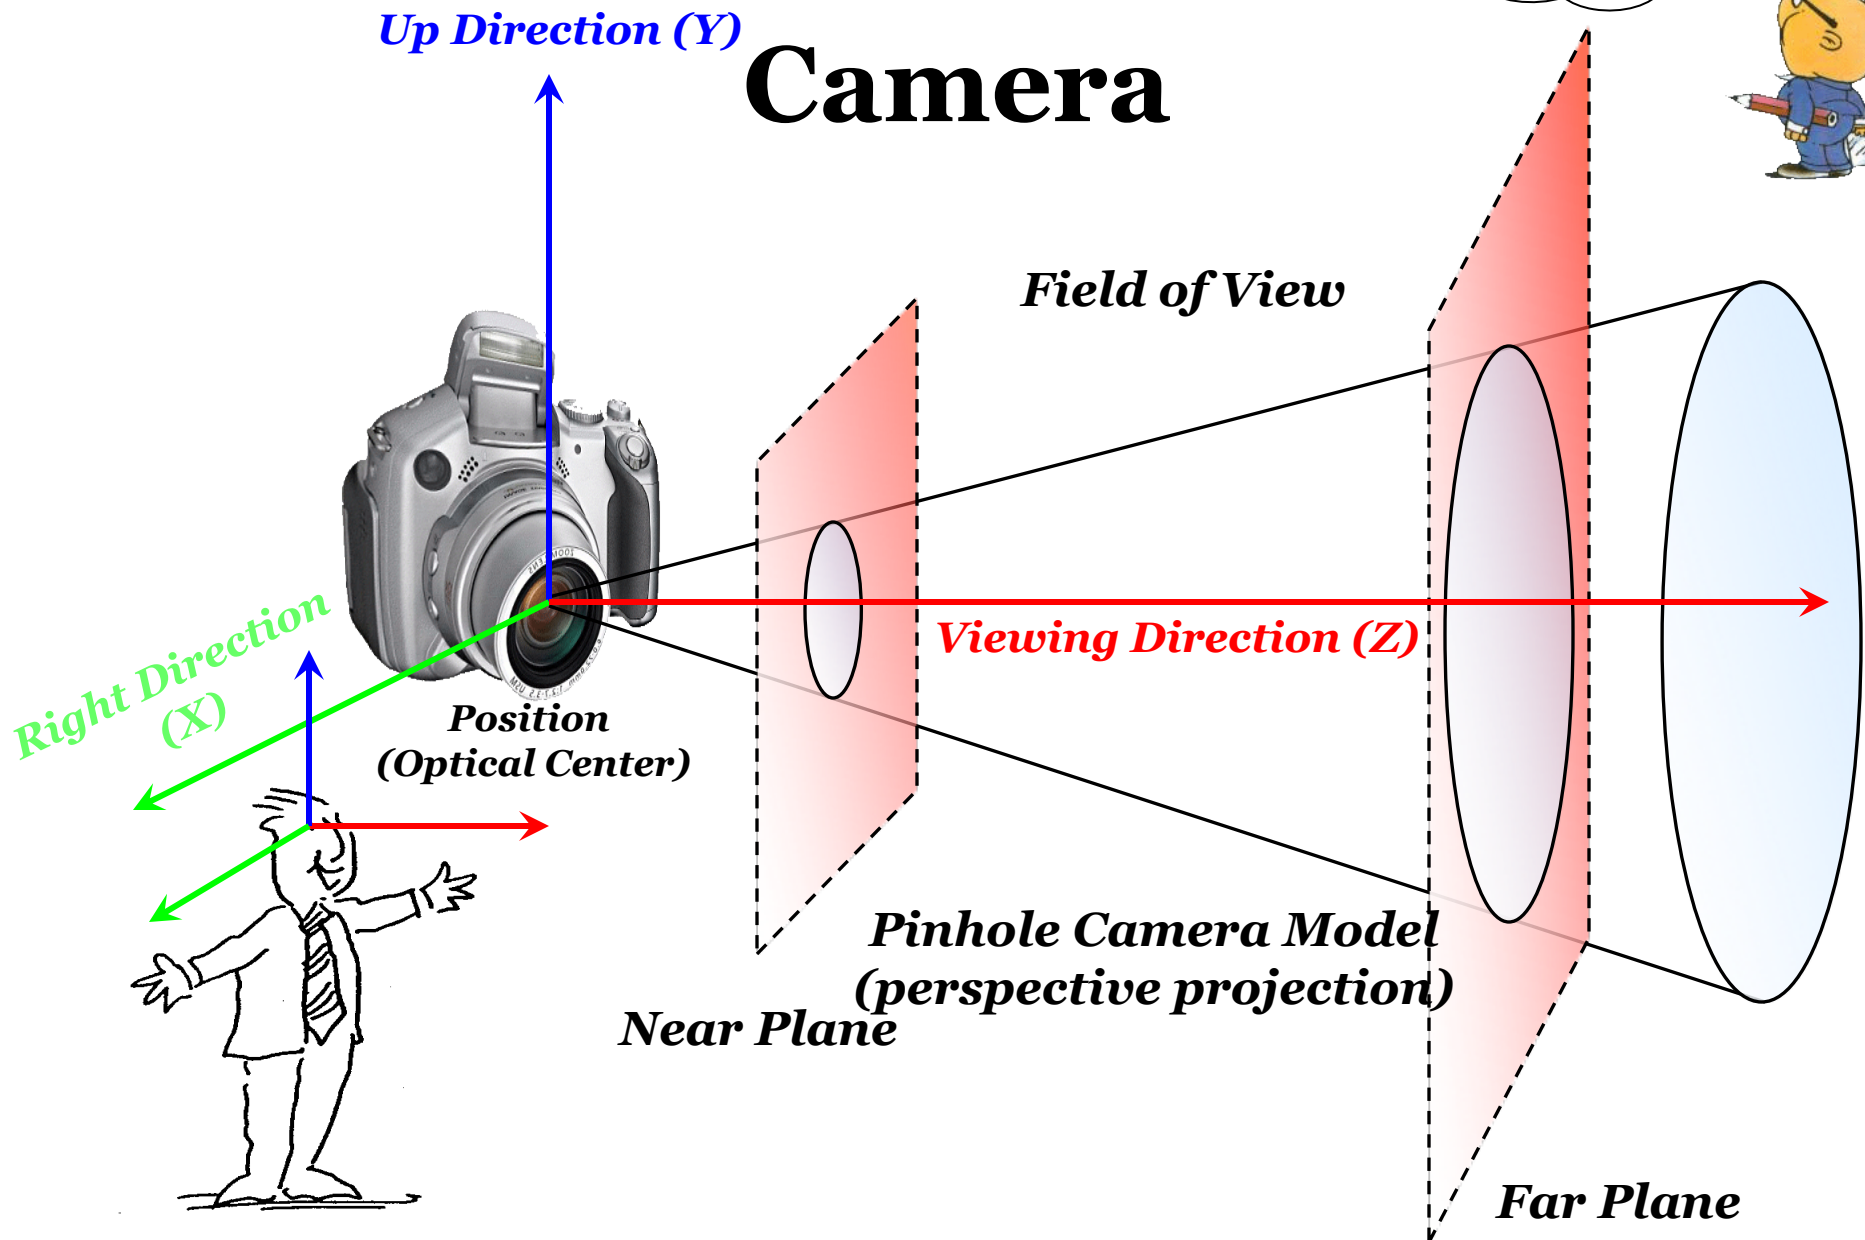 Up Direction (Y)
Camera
Field of View
Right Direction
(X)
Viewing Direction (Z)
Position
(Optical Center)
Pinhole Camera Model
(perspective projection)
Near Plane
Far Plane